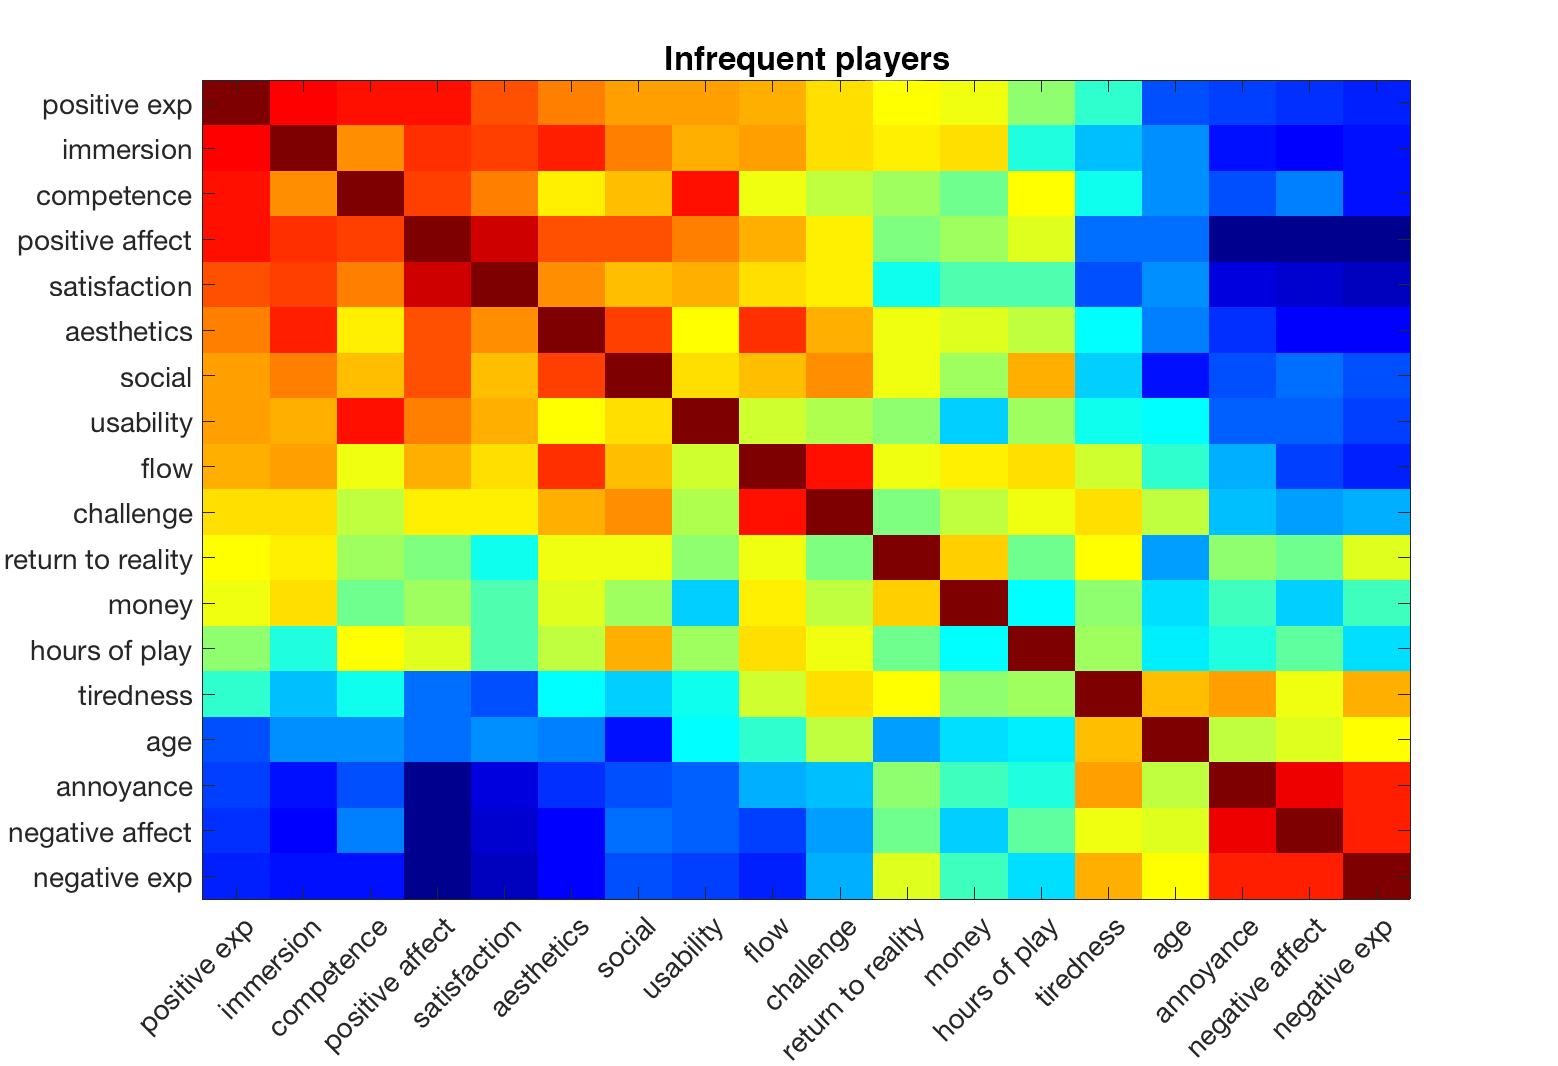 Infrequent players
positive exp
immersion
competence
positive affect
satisfaction
aesthetics
social
usability
flow
challenge
return to reality
money
hours of play
tiredness
age
annoyance
negative affect
negative exp
positive exp
immersion
competence
positive affect
satisfaction
aesthetics
social
usability
flow
challenge
return to reality
money
hours of play
tiredness
age
annoyance
negative affect
negative exp